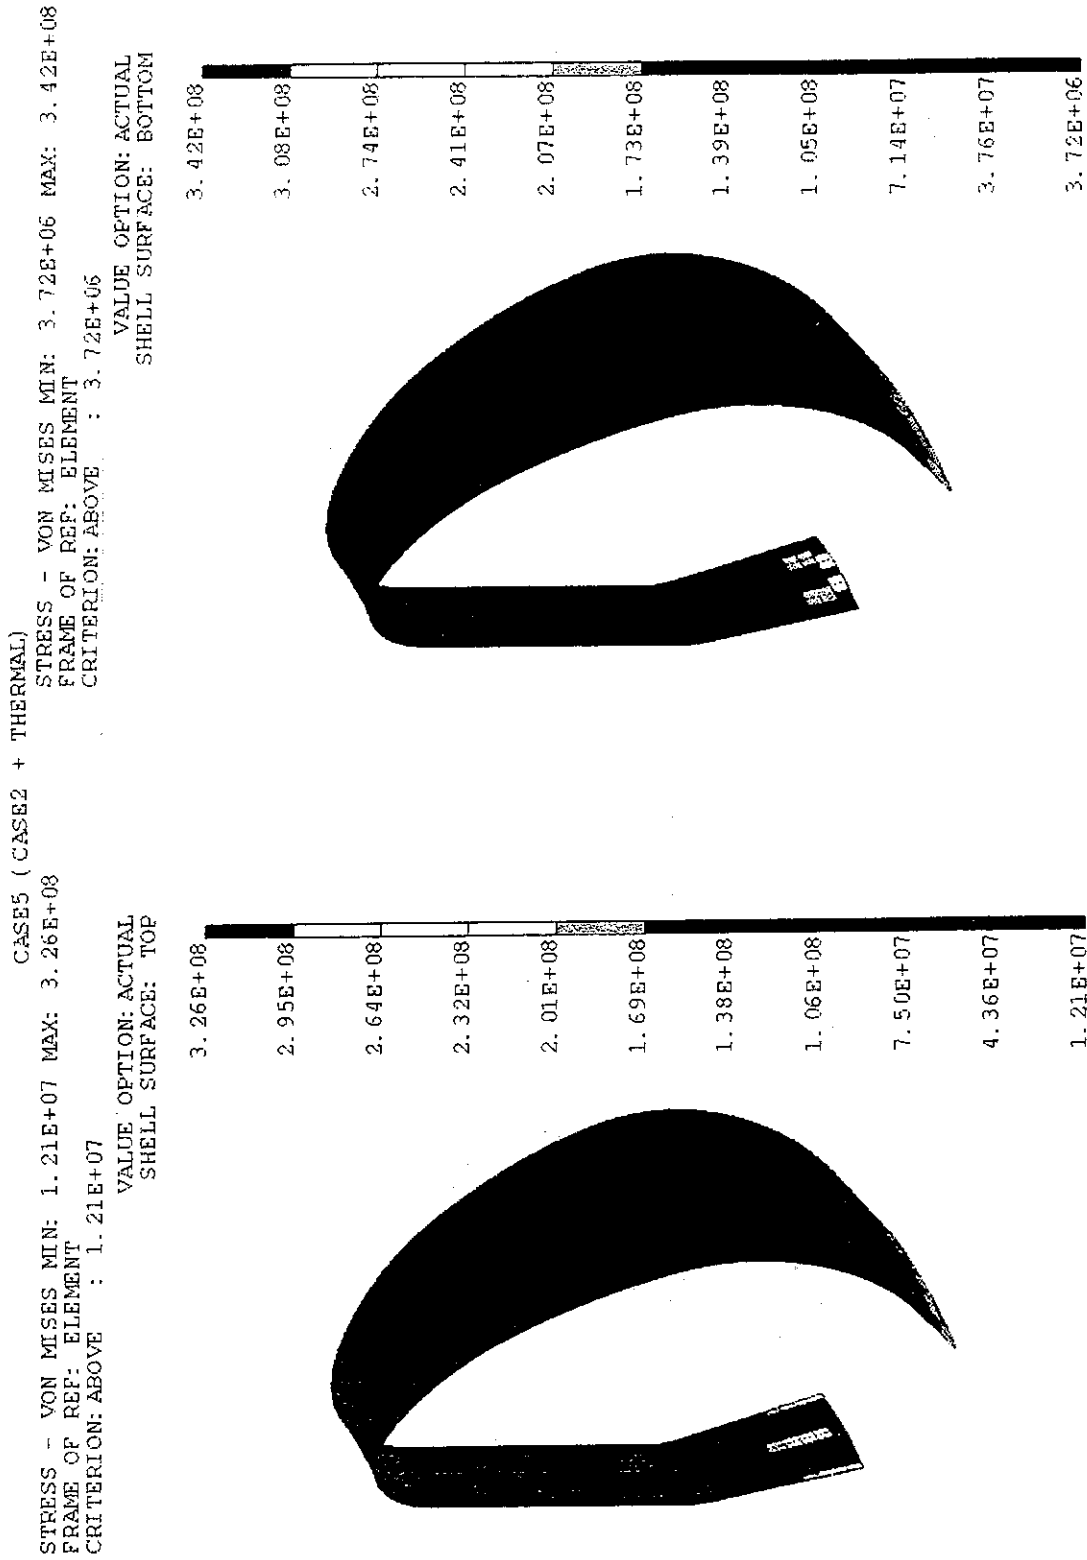 CASE5 (CASE2 + THERMAL)
STRESS - VON MISES MIN: 1.21E+07 MAX: 3.26E+08
FRAME OF REF: ELEMENT
CRITERION: ABOVE : 1.21E+07
VALUE OPTION: ACTUAL
SHELL SURFACE: TOP
3.26E+08
2.95E+08
2.64E+08
2.32E+08
2.01E+08
1.69E+08
1.38E+08
1.06E+08
7.50E+07
4.36E+07
1.21E+07
STRESS - VON MISES MIN: 3.72E+06 MAX: 3.42E+08
FRAME OF REF: ELEMENT
CRITERION: ABOVE : 3.72E+06
VALUE OPTION: ACTUAL
SHELL SURFACE: BOTTOM
3.42E+08
3.08E+08
2.74E+08
2.41E+08
2.07E+08
1.73E+08
1.39E+08
1.05E+08
7.14E+07
3.76E+07
3.72E+06